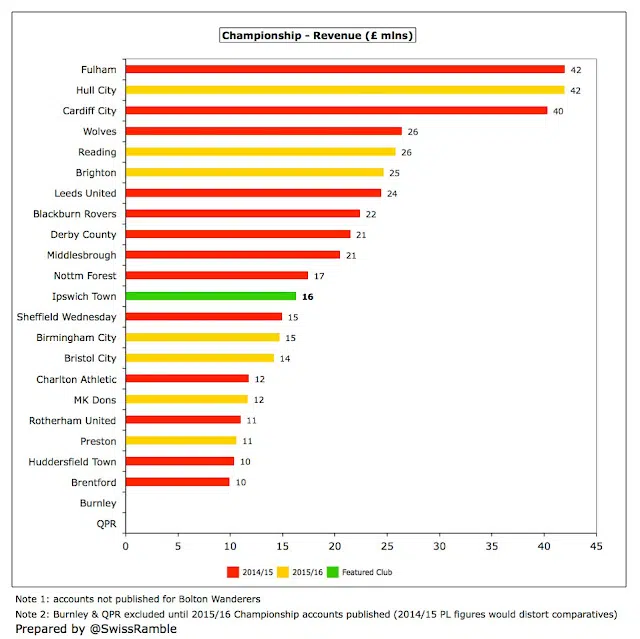 Championship - Revenue (£ mlns)
Fulham 42
Hull City 42
Cardiff City 40
Wolves 26
Reading 26
Brighton 25
Leeds United 24
Blackburn Rovers 22
Derby County 21
Middlesbrough 21
Nottm Forest 17
Ipswich Town 16
Sheffield Wednesday 15
Birmingham City 15
Bristol City 14
Charlton Athletic 12
MK Dons 12
Rotherham United 11
Preston 11
Huddersfield Town 10
Brentford 10
Burnley
QPR
0 5 10 15 20 25 30 35 40 45
2014/15 2015/16 Featured Club
Note 1: accounts not published for Bolton Wanderers
Note 2: Burnley & QPR excluded until 2015/16 Championship accounts published (2014/15 PL figures would distort comparatives)
Prepared by @SwissRamble